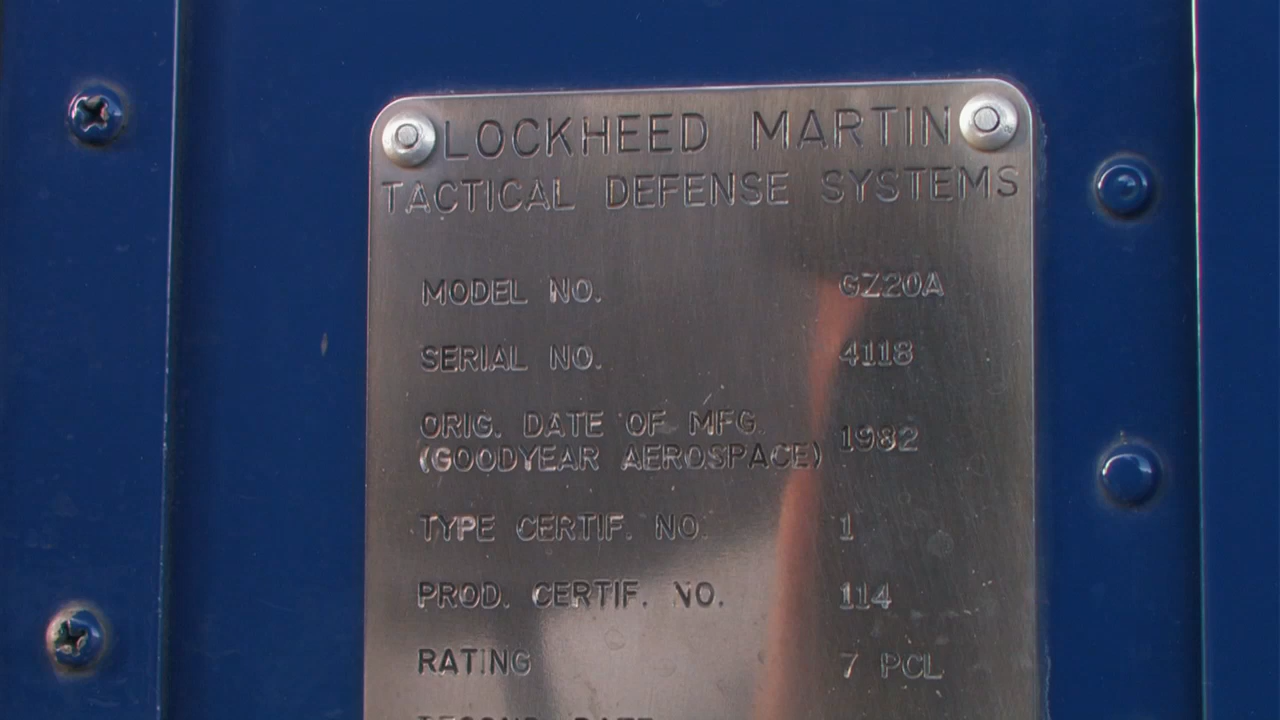 LOCKHEED MARTIN
TACTICAL DEFENSE SYSTEMS
MODEL NO. GZ20A
SERIAL NO. 4118
ORIG. DATE OF MFG.
(GOODYEAR AEROSPACE) 1982
TYPE CERTIF. NO. 1
PROD. CERTIF. NO. 114
RATING 7 PCL